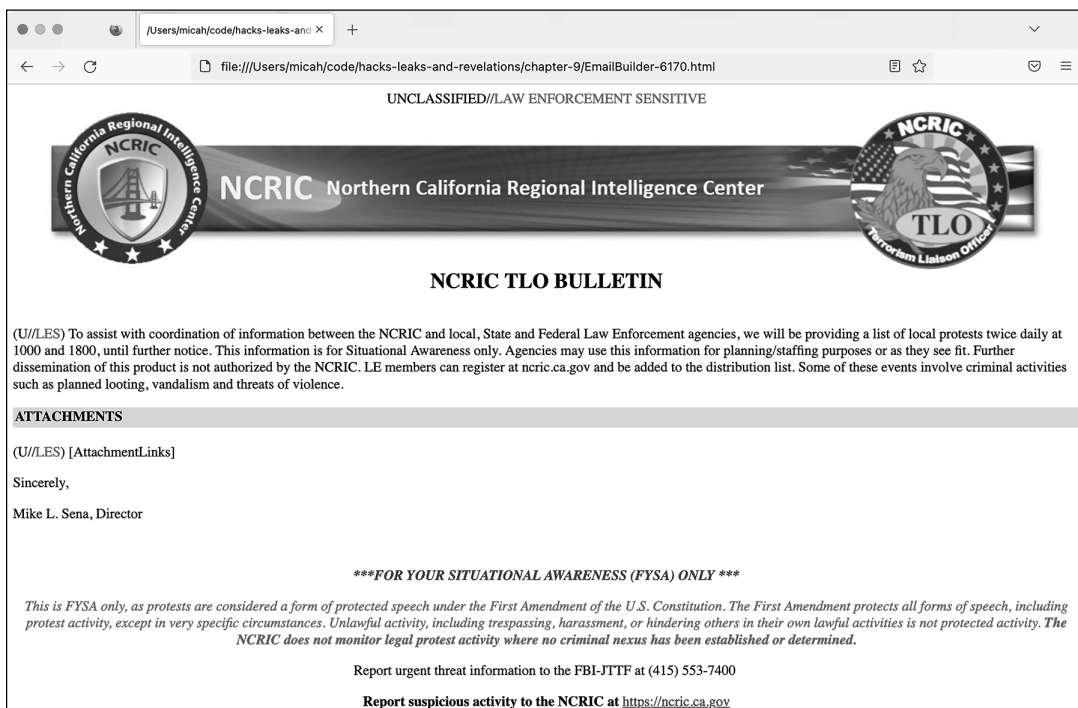 /Users/micah/code/hacks-leaks-and
file:///Users/micah/code/hacks-leaks-and-revelations/chapter-9/EmailBuilder-6170.html
UNCLASSIFIED//LAW ENFORCEMENT SENSITIVE
Northern California Regional Intelligence Center
NCRIC
NCRIC Northern California Regional Intelligence Center
NCRIC
TLO
Terrorism Liaison Officer
NCRIC TLO BULLETIN
(U//LES) To assist with coordination of information between the NCRIC and local, State and Federal Law Enforcement agencies, we will be providing a list of local protests twice daily at
1000 and 1800, until further notice. This information is for Situational Awareness only. Agencies may use this information for planning/staffing purposes or as they see fit. Further
dissemination of this product is not authorized by the NCRIC. LE members can register at ncric.ca.gov and be added to the distribution list. Some of these events involve criminal activities
such as planned looting, vandalism and threats of violence.
ATTACHMENTS
(U//LES) [AttachmentLinks]
Sincerely,
Mike L. Sena, Director
***FOR YOUR SITUATIONAL AWARENESS (FYSA) ONLY ***
This is FYSA only, as protests are considered a form of protected speech under the First Amendment of the U.S. Constitution. The First Amendment protects all forms of speech, including
protest activity, except in very specific circumstances. Unlawful activity, including trespassing, harassment, or hindering others in their own lawful activities is not protected activity. The
NCRIC does not monitor legal protest activity where no criminal nexus has been established or determined.
Report urgent threat information to the FBI-JTTF at (415) 553-7400
Report suspicious activity to the NCRIC at https://ncric.ca.gov